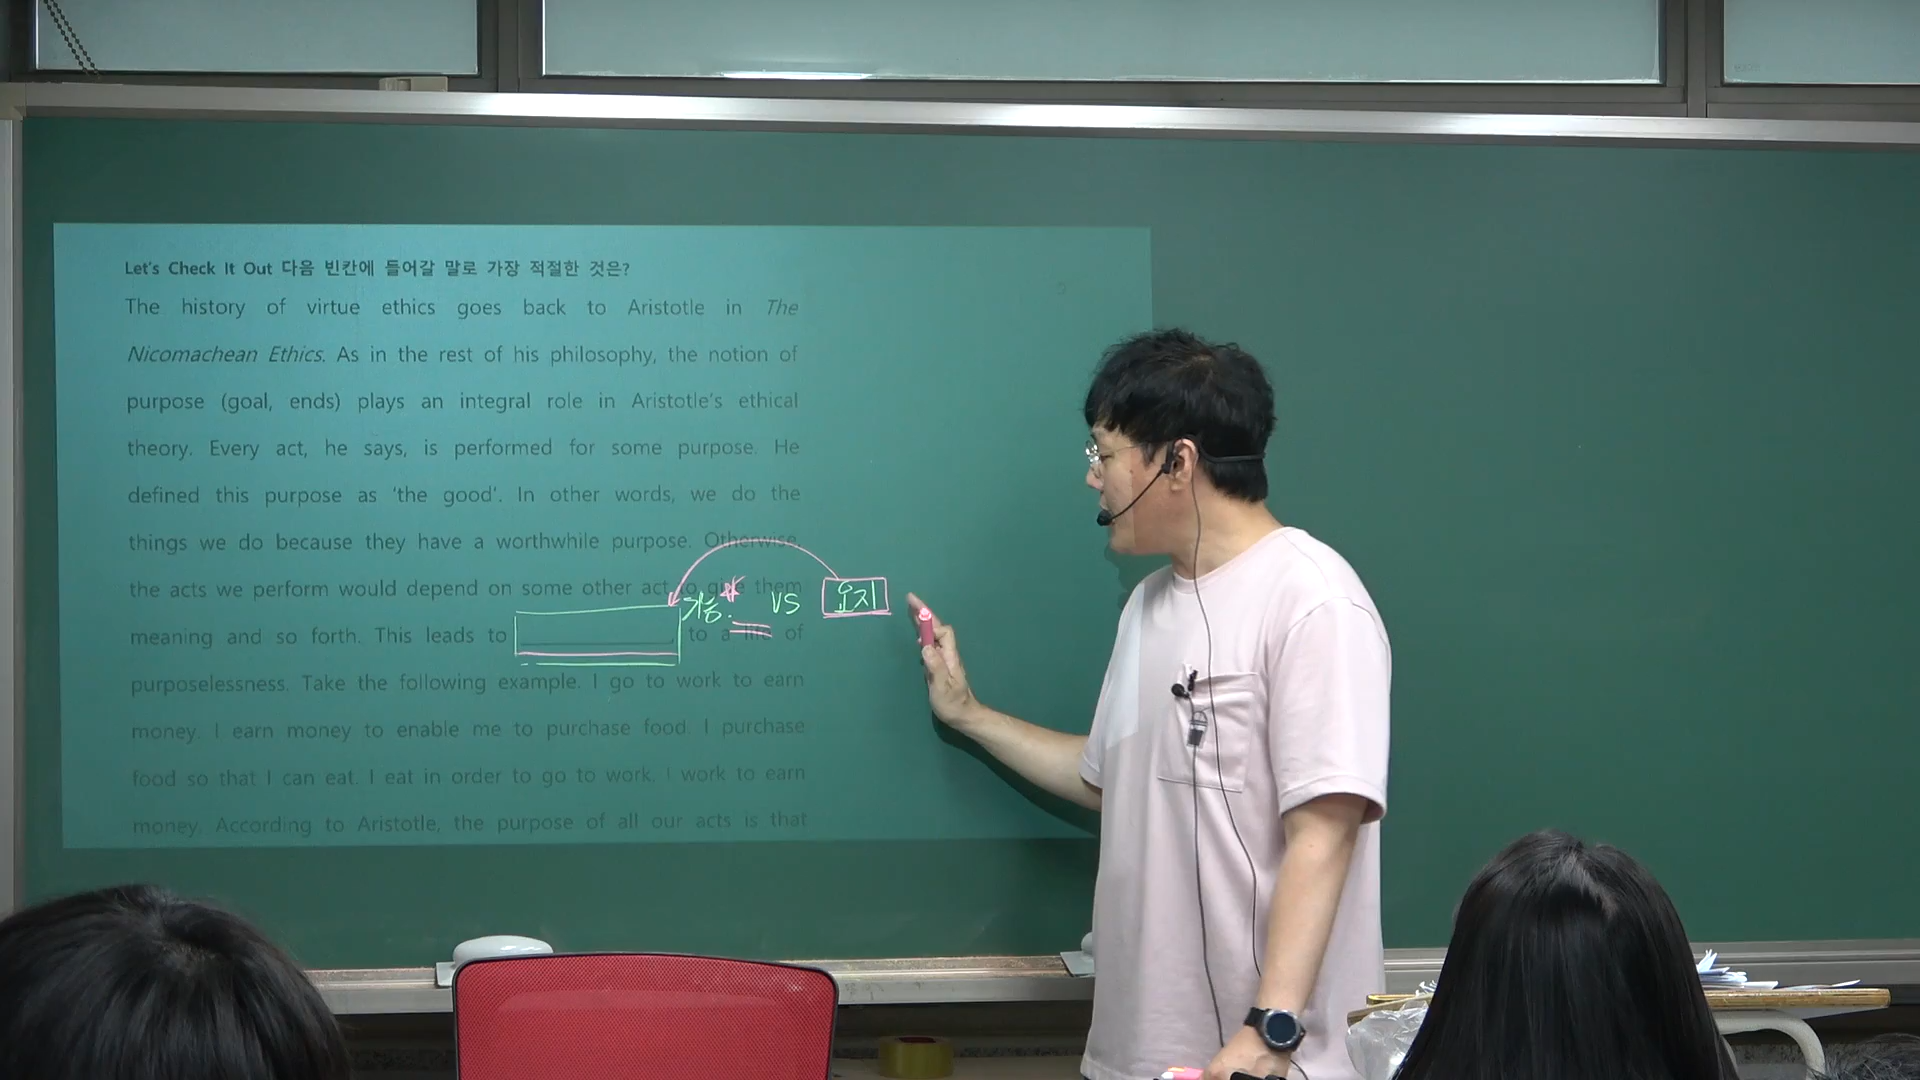 Let's Check It Out 다음 빈칸에 들어갈 말로 가장 적절한 것은?
The history of virtue ethics goes back to Aristotle in The
Nicomachean Ethics. As in the rest of his philosophy, the notion of
purpose (goal, ends) plays an integral role in Aristotle's ethical
theory. Every act, he says, is performed for some purpose. He
defined this purpose as 'the good'. In other words, we do the
things we do because they have a worthwhile purpose. Otherwise,
the acts we perform would depend on some other act to give them
가능. vs 오지
meaning and so forth. This leads to to a life of
purposelessness. Take the following example. I go to work to earn
money. I earn money to enable me to purchase food. I purchase
food so that I can eat. I eat in order to go to work. I work to earn
money. According to Aristotle, the purpose of all our acts is that